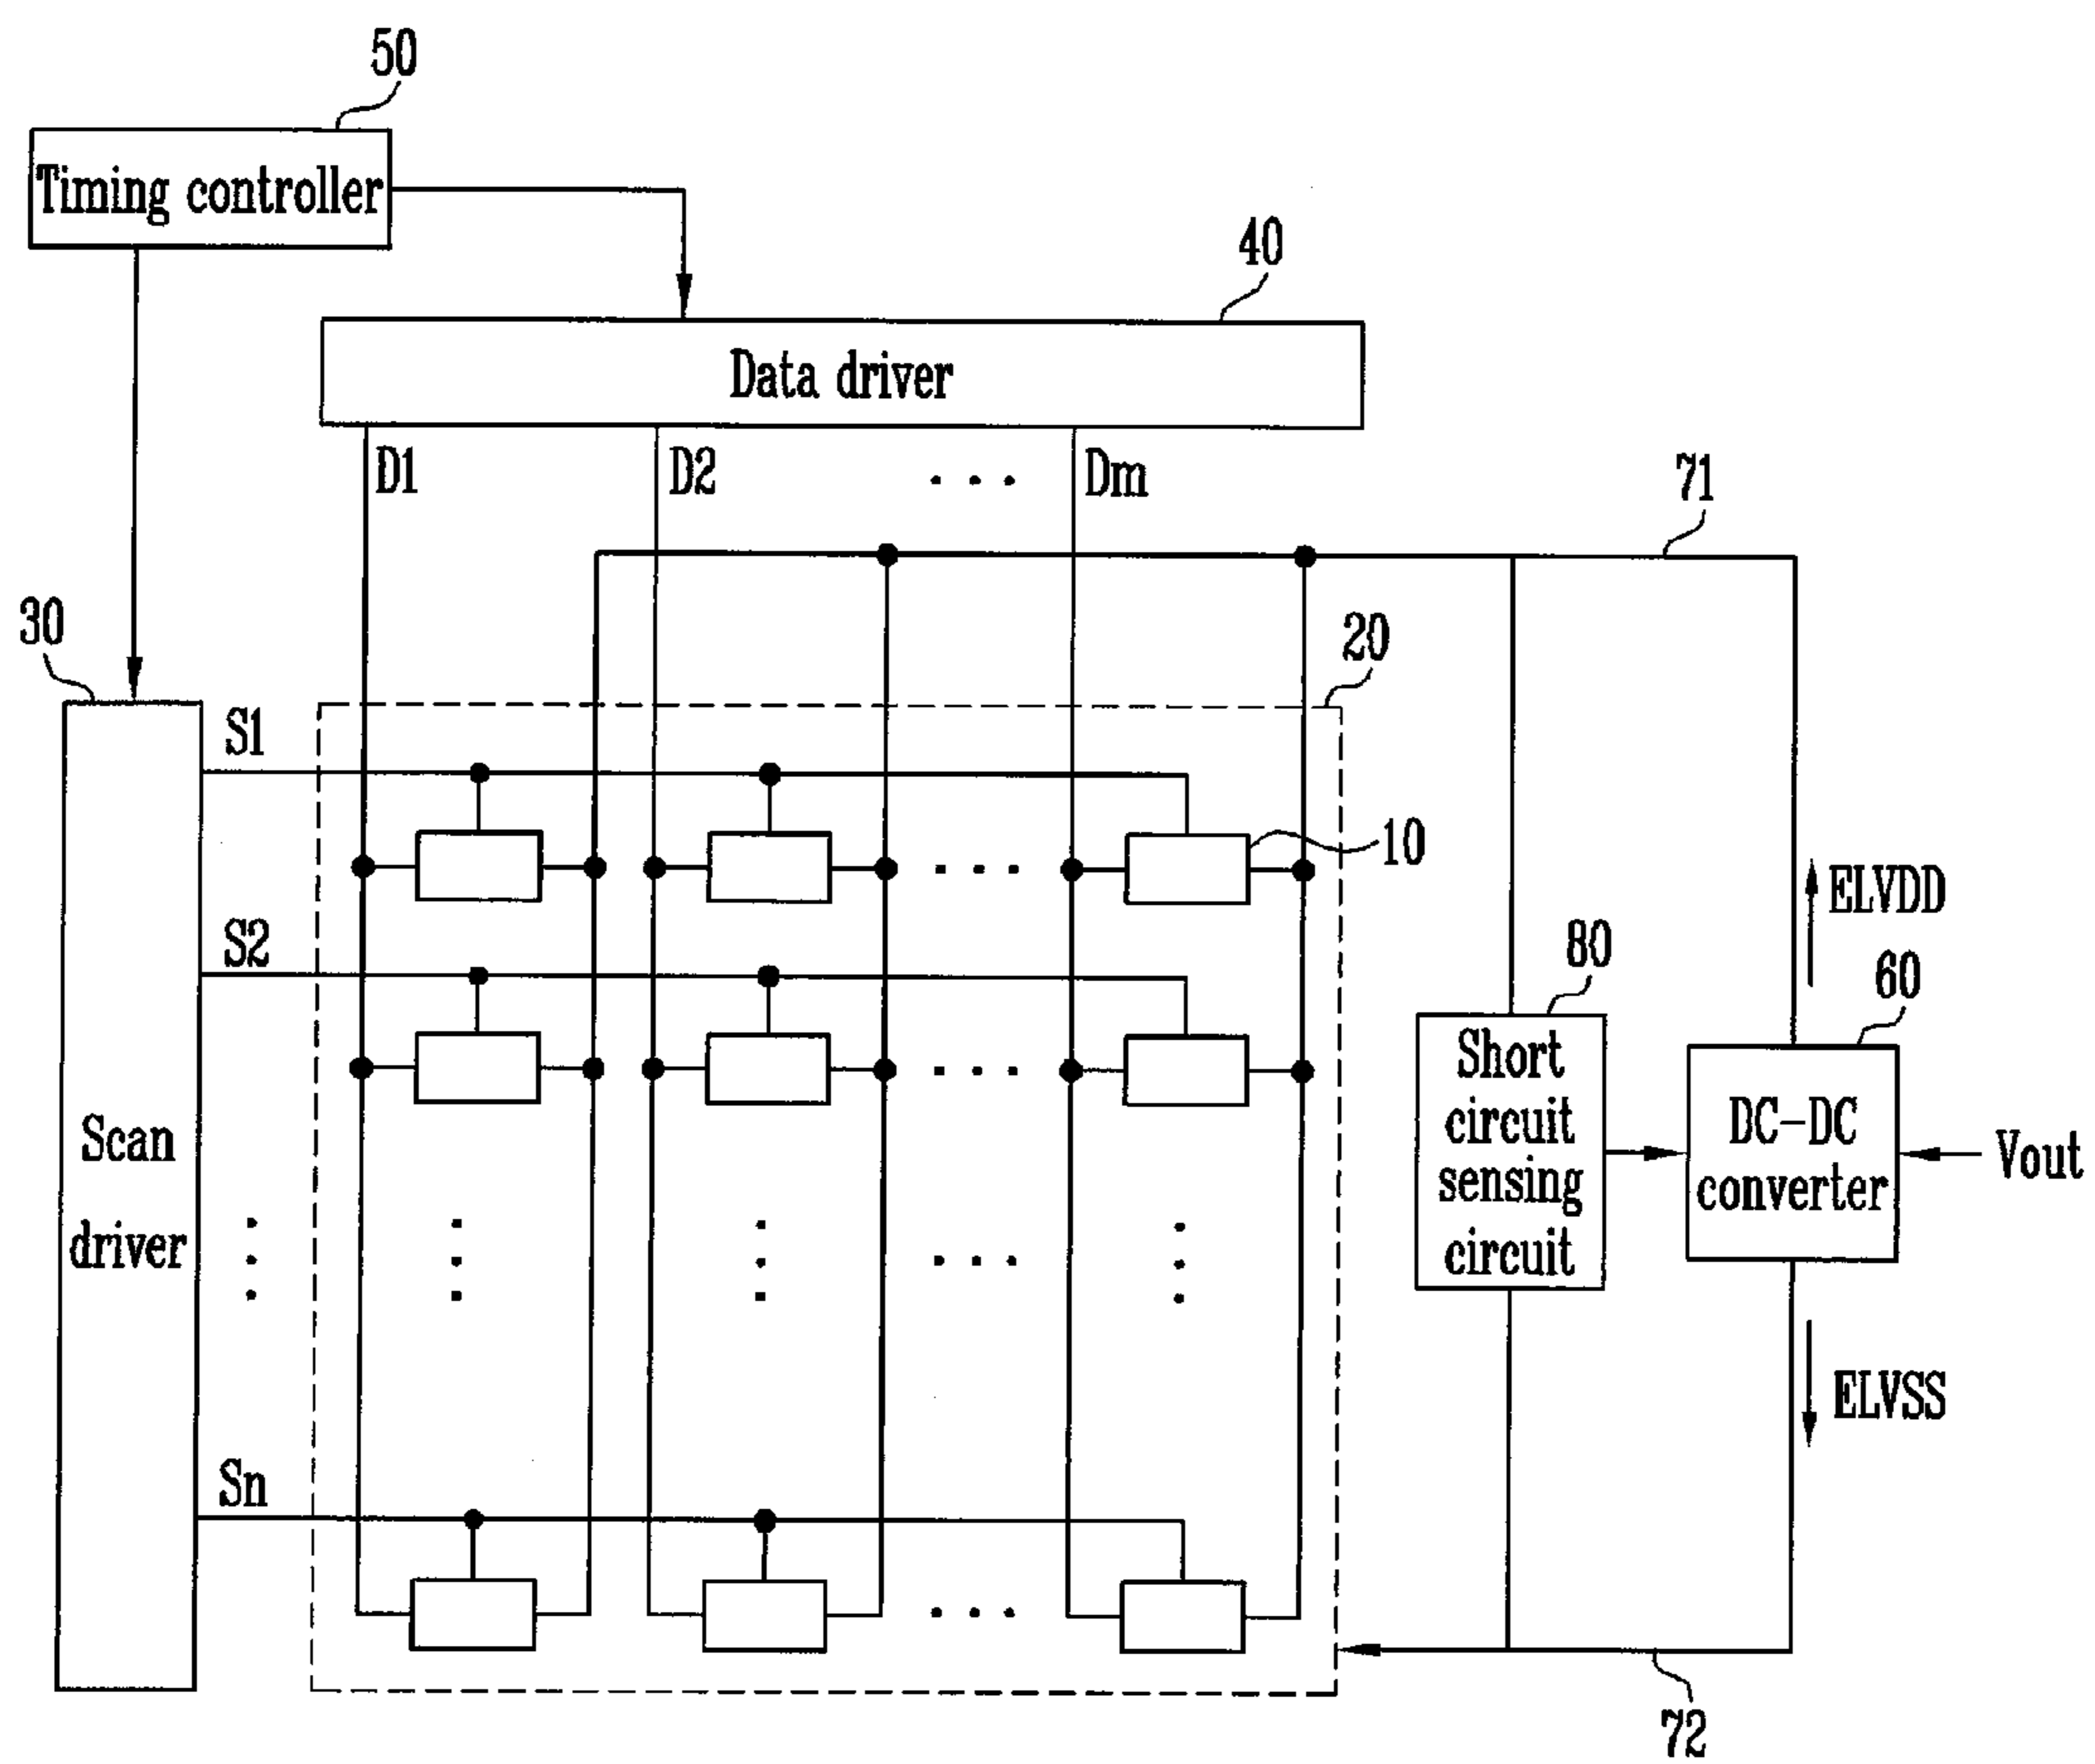 50
Timing controller
40
Data driver
D1 D2 ... Dm
71
30
20
S1
10
ELVDD
S2
80
60
Short
circuit
sensing
circuit
DC-DC
converter
Vout
Scan
driver
ELVSS
Sn
72